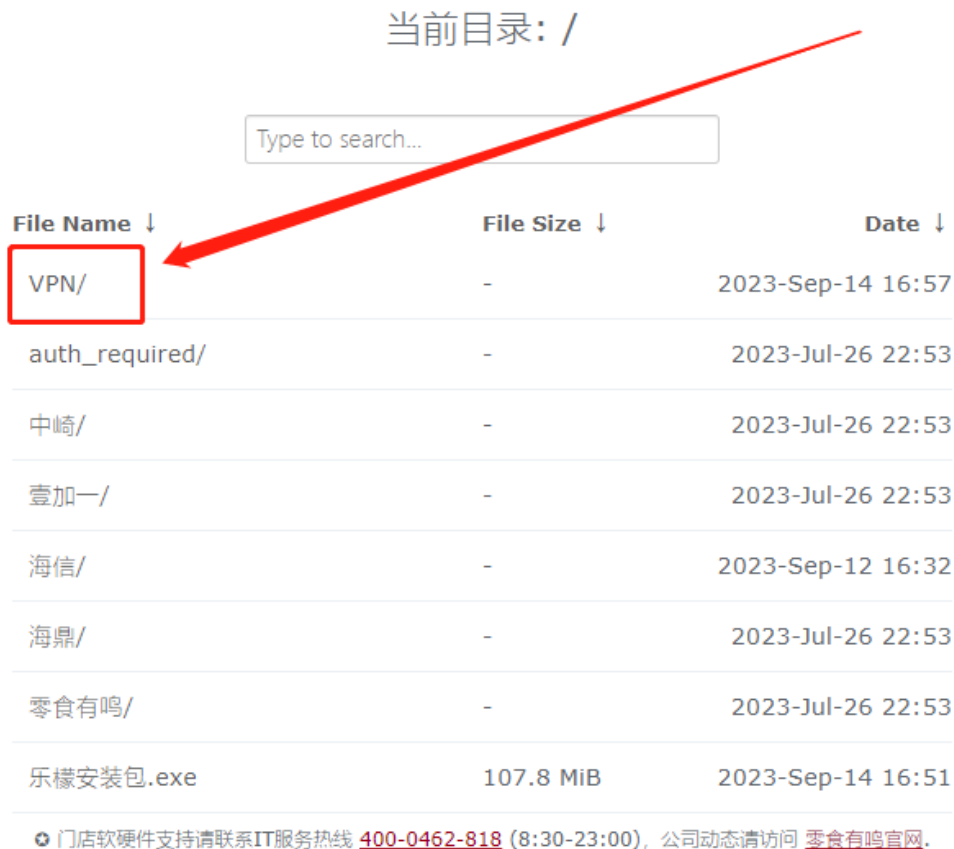 当前目录: /
Type to search...
File Name ↓ File Size ↓ Date ↓
VPN/ - 2023-Sep-14 16:57
auth_required/ - 2023-Jul-26 22:53
中崎/ - 2023-Jul-26 22:53
壹加一/ - 2023-Jul-26 22:53
海信/ - 2023-Sep-12 16:32
海鼎/ - 2023-Jul-26 22:53
零食有鸣/ - 2023-Jul-26 22:53
乐檬安装包.exe 107.8 MiB 2023-Sep-14 16:51
✪ 门店软硬件支持请联系IT服务热线 400-0462-818 (8:30-23:00), 公司动态请访问 零食有鸣官网.